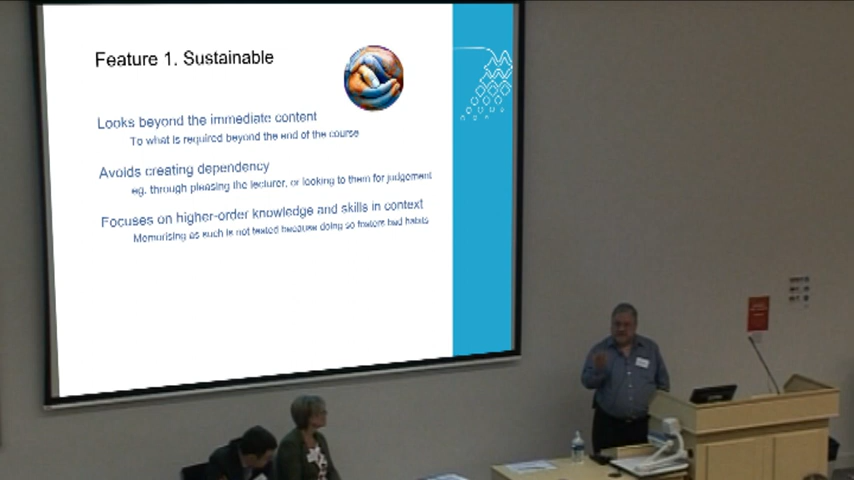 Feature 1. Sustainable
Looks beyond the immediate content
To what is required beyond the end of the course
Avoids creating dependency
eg. through pleasing the lecturer, or looking to them for judgement
Focuses on higher-order knowledge and skills in context
Memorising as such is not tested because doing so fosters bad habits